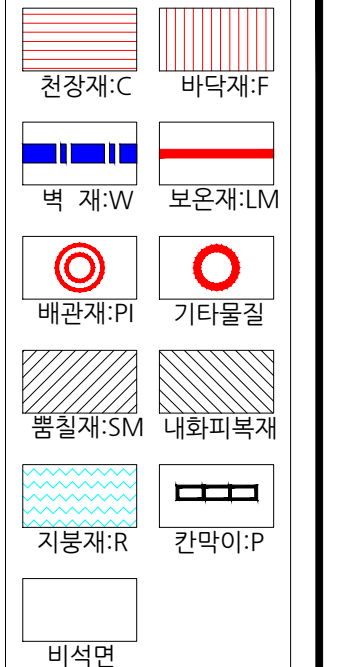 천장재:C 바닥재:F
벽 재:W 보온재:LM
배관재:PI 기타물질
뿜칠재:SM 내화피복재
지붕재:R 칸막이:P
비석면